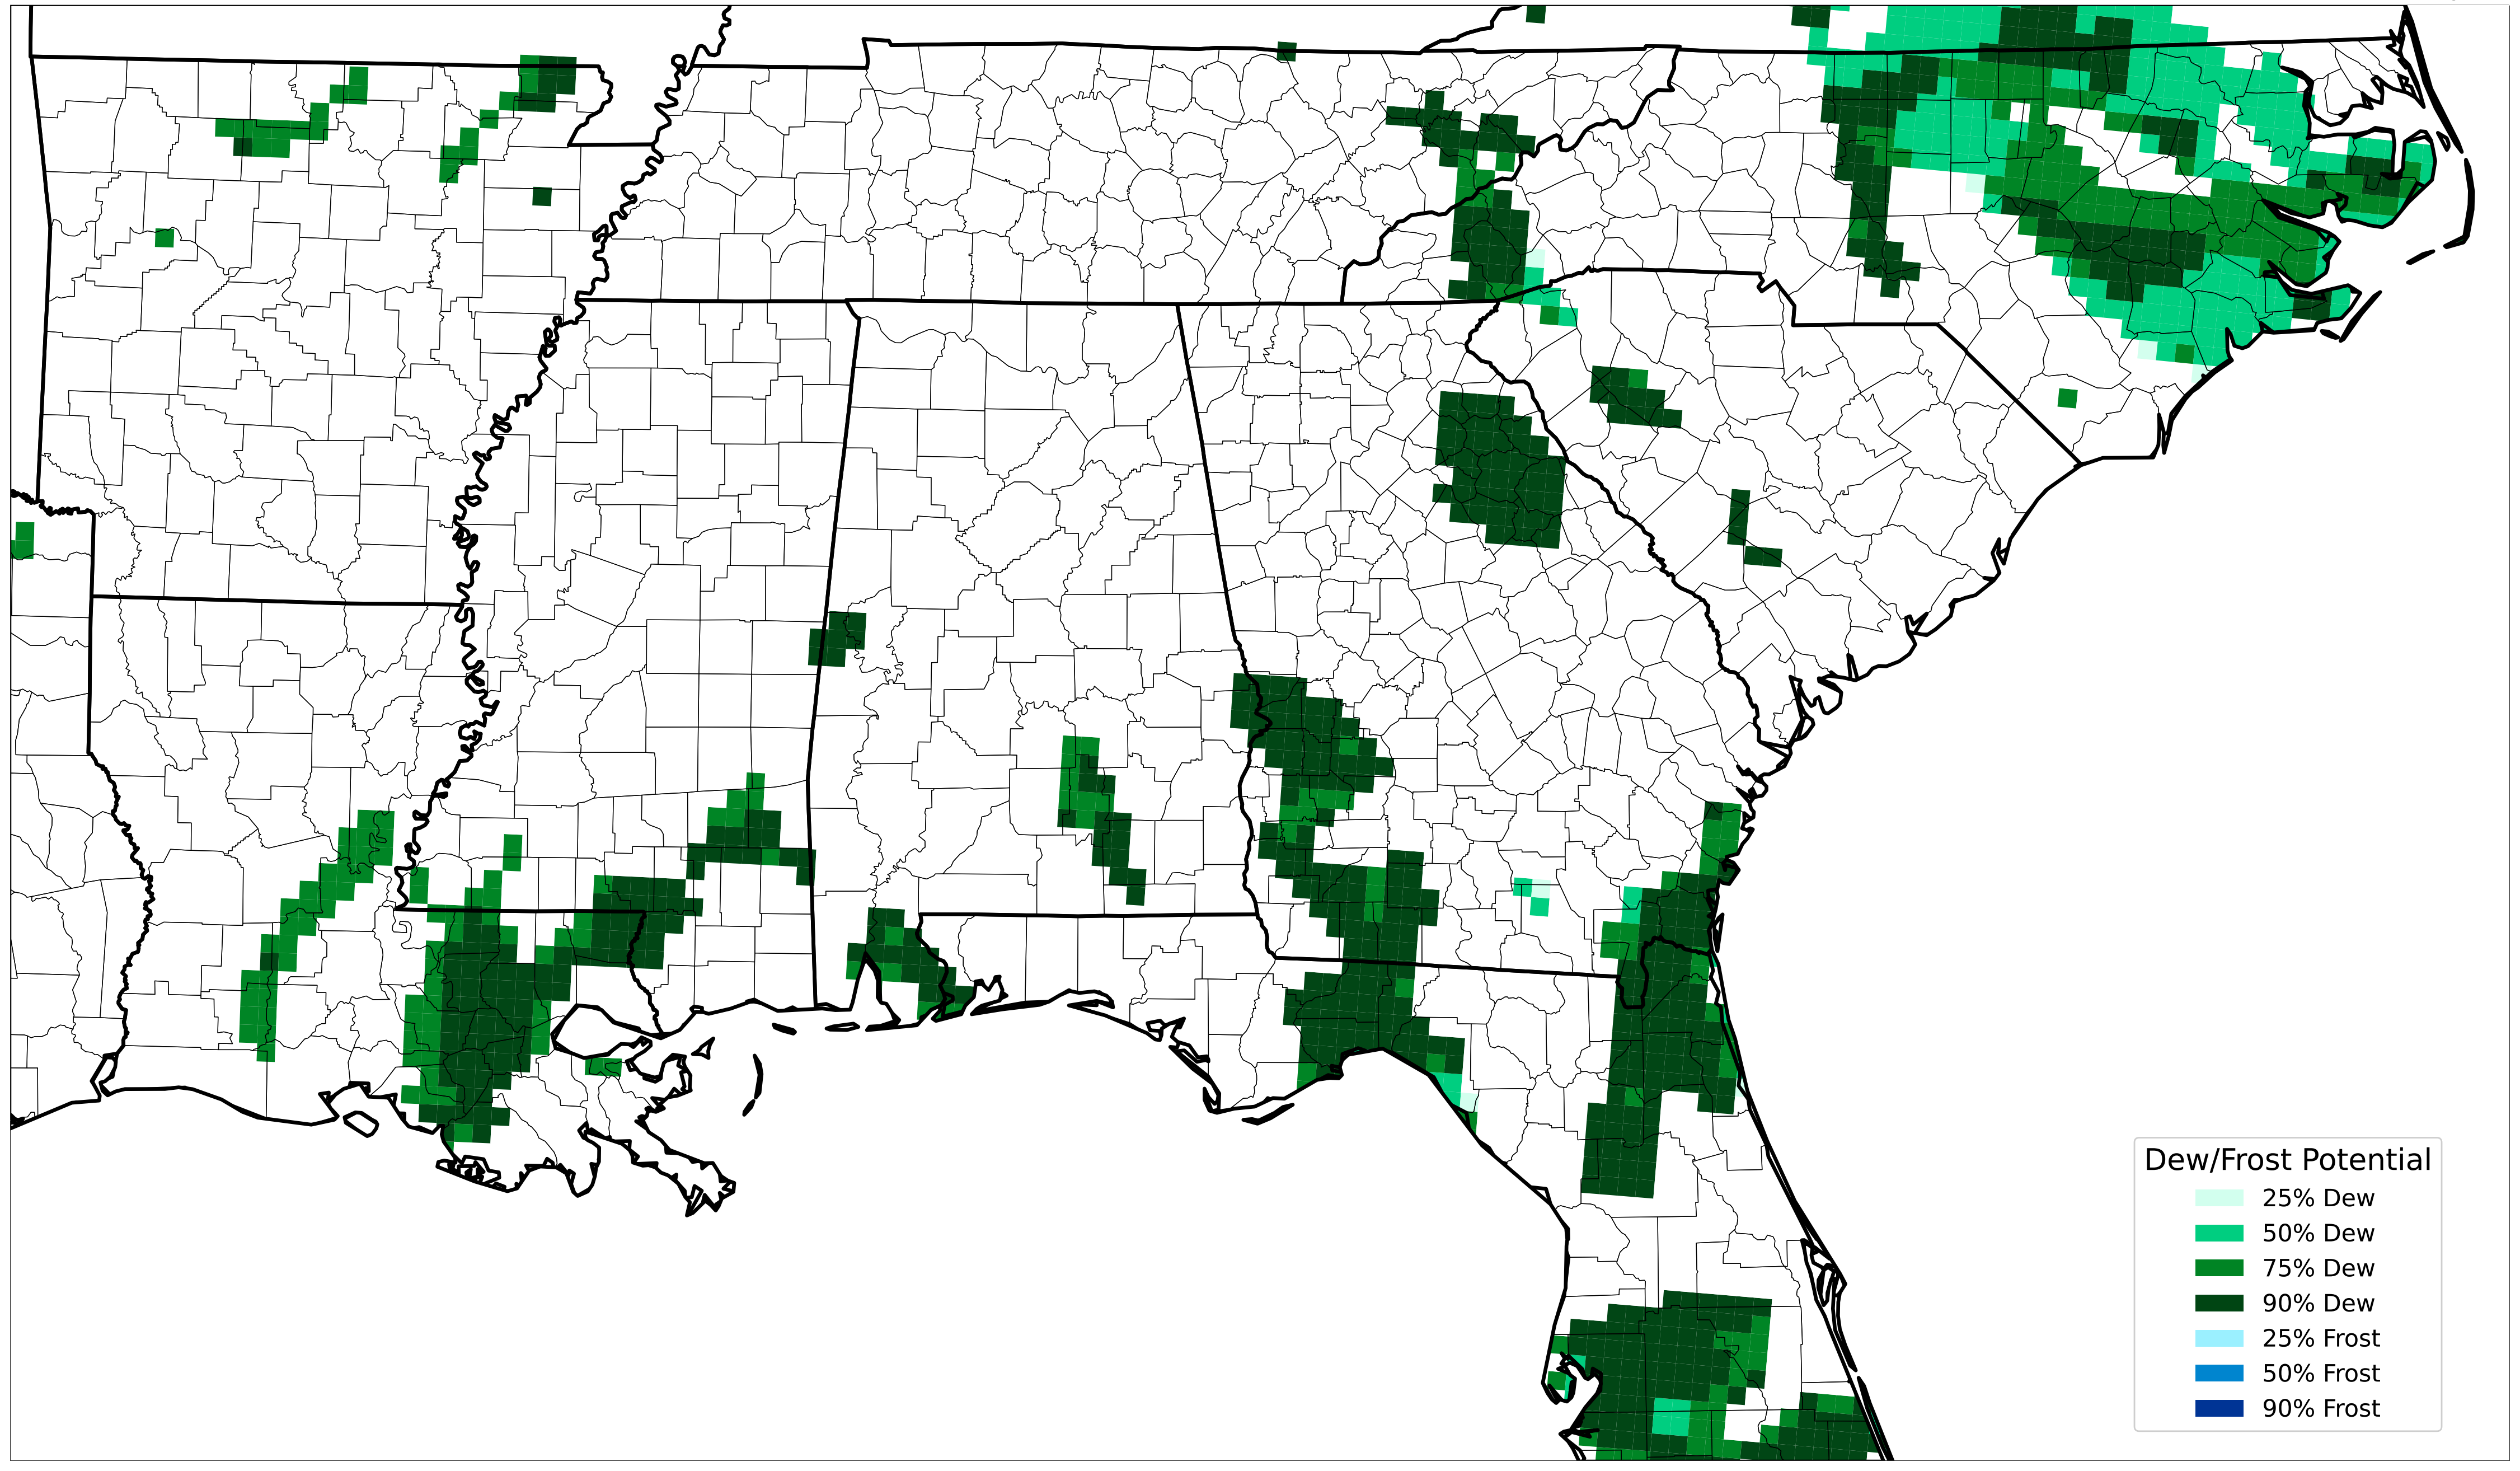 Dew/Frost Potential
25% Dew
50% Dew
75% Dew
90% Dew
25% Frost
50% Frost
90% Frost